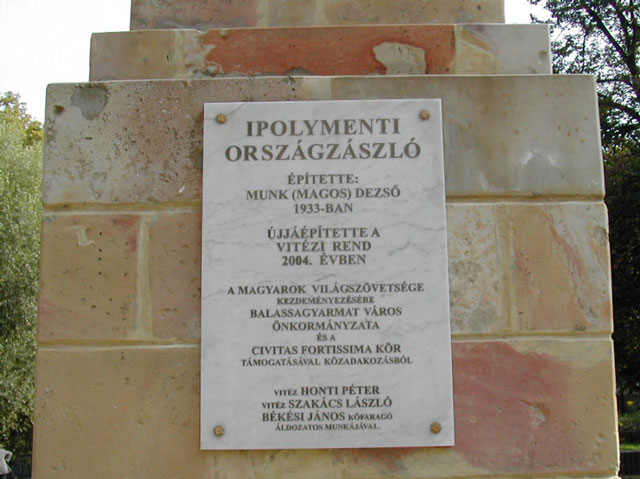 IPOLYMENTI
ORSZÁGZÁSZLÓ
ÉPÍTETTE:
MUNK (MAGOS) DEZSŐ
1933-BAN
ÚJJÁÉPÍTETTE A
VITÉZI REND
2004. ÉVBEN
A MAGYAROK VILÁGSZÖVETSÉGE
KEZDEMÉNYEZÉSÉRE
BALASSAGYARMAT VÁROS
ÖNKORMÁNYZATA
ÉS A
CIVITAS FORTISSIMA KÖR
TÁMOGATÁSÁVAL KÖZADAKOZÁSBÓL
VITÉZ HONTI PÉTER
VITÉZ SZAKÁCS LÁSZLÓ
BÉKÉSI JÁNOS KŐFARAGÓ
ÁLDOZATOS MUNKÁJÁVAL.